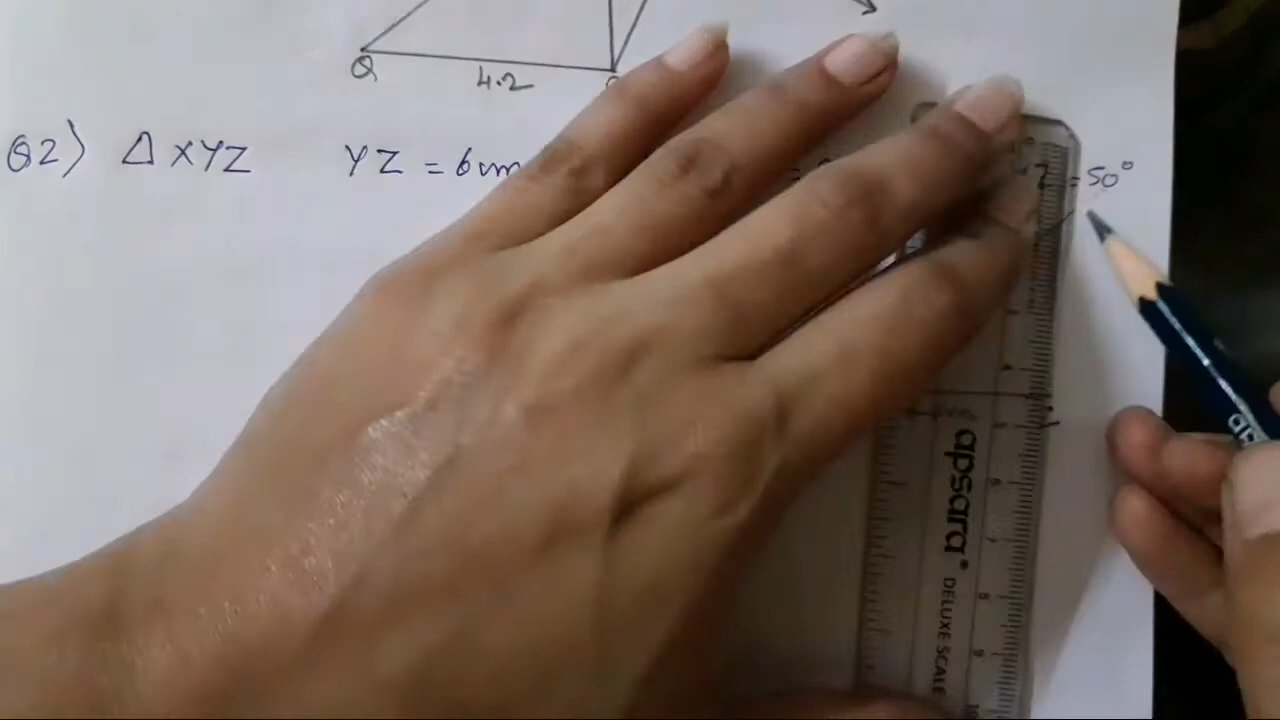 Q
4.2
Q2) Δ XYZ YZ = 6cm = 50°
apsara
DELUXE SCALE